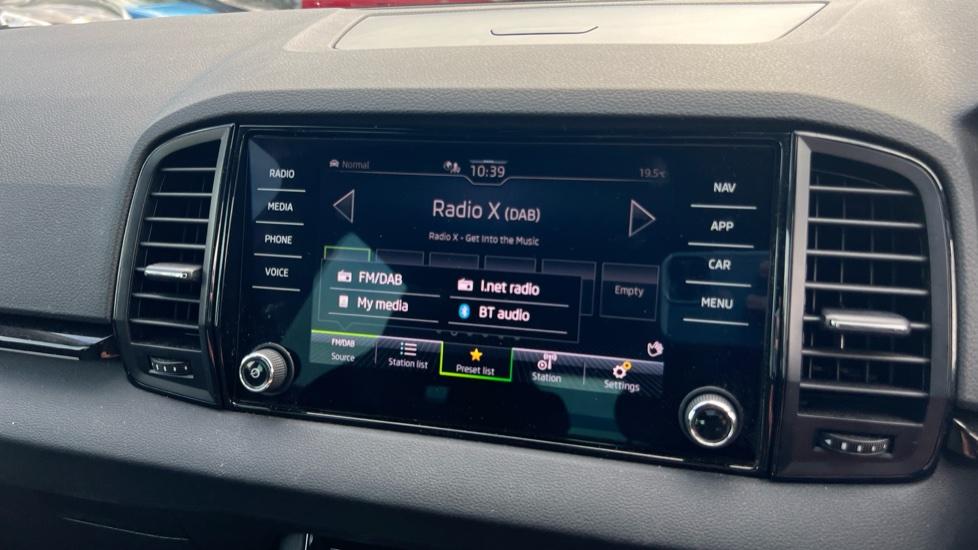 RADIO
MEDIA
PHONE
VOICE
Normal
10:39
19.5°C
Radio X (DAB)
Radio X - Get Into the Music
FM/DAB
I.net radio
My media
BT audio
Empty
FM/DAB
Source
Station list
Preset list
Station
Settings
NAV
APP
CAR
MENU